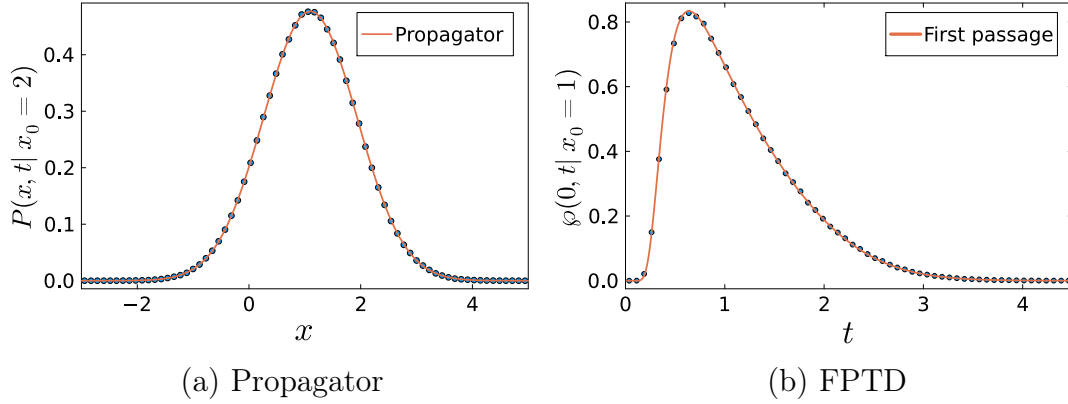 P(x, t| x₀ = 2)
0.4
0.3
0.2
0.1
0.0
−2
0
2
4
x
Propagator
(a) Propagator
℘(0, t| x₀ = 1)
0.8
0.6
0.4
0.2
0.0
0
1
2
3
4
t
First passage
(b) FPTD